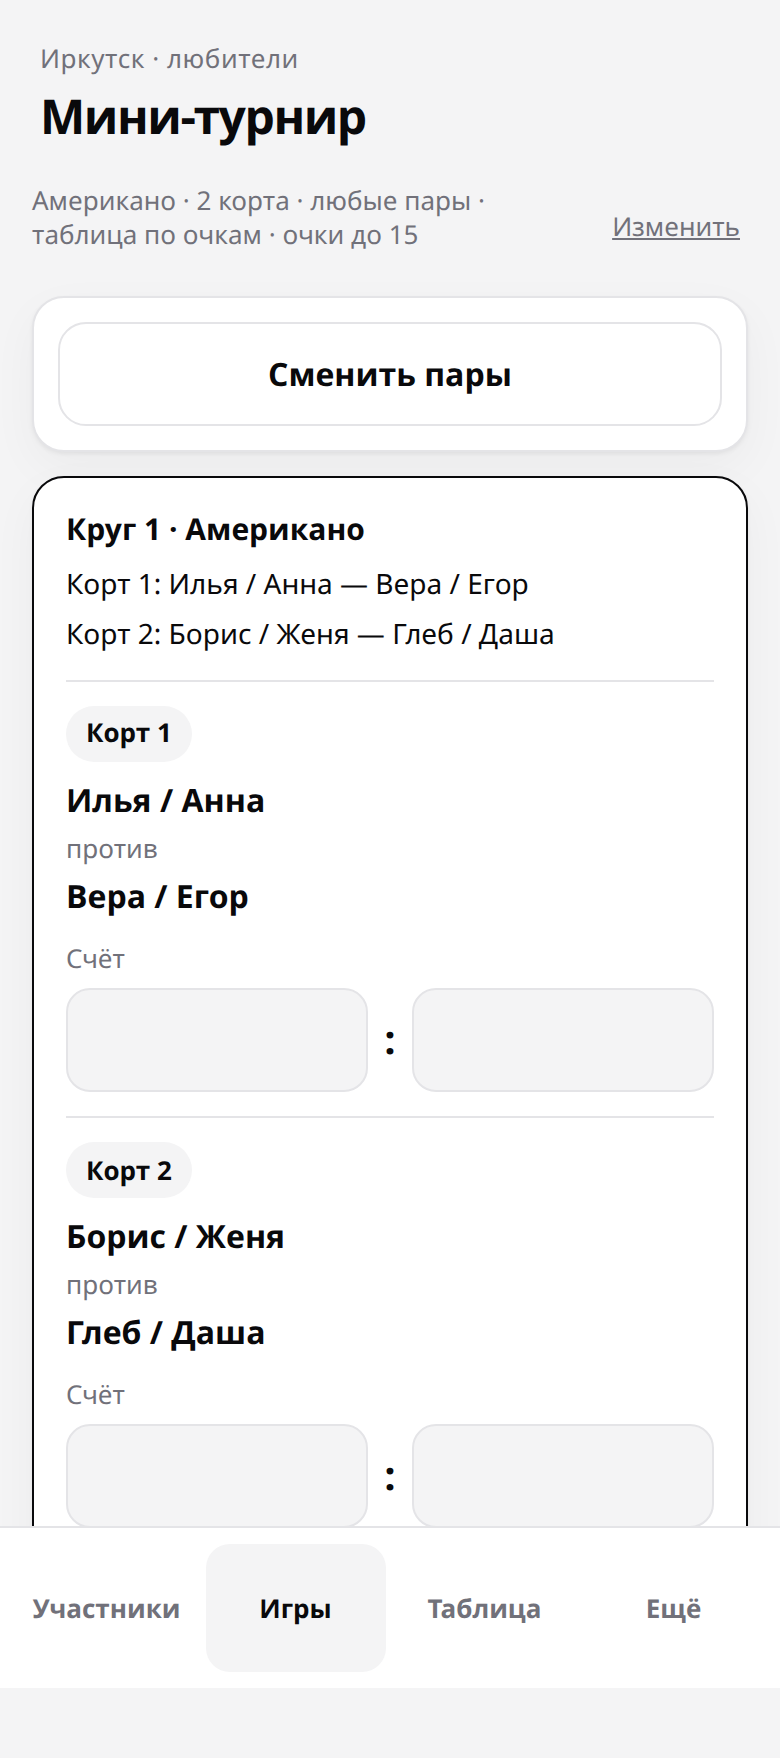 Иркутск · любители
Мини-турнир
Американо · 2 корта · любые пары ·
таблица по очкам · очки до 15
Изменить
Сменить пары
Круг 1 · Американо
Корт 1: Илья / Анна — Вера / Егор
Корт 2: Борис / Женя — Глеб / Даша
Корт 1
Илья / Анна
против
Вера / Егор
Счёт
:
Корт 2
Борис / Женя
против
Глеб / Даша
Счёт
:
Участники
Игры
Таблица
Ещё